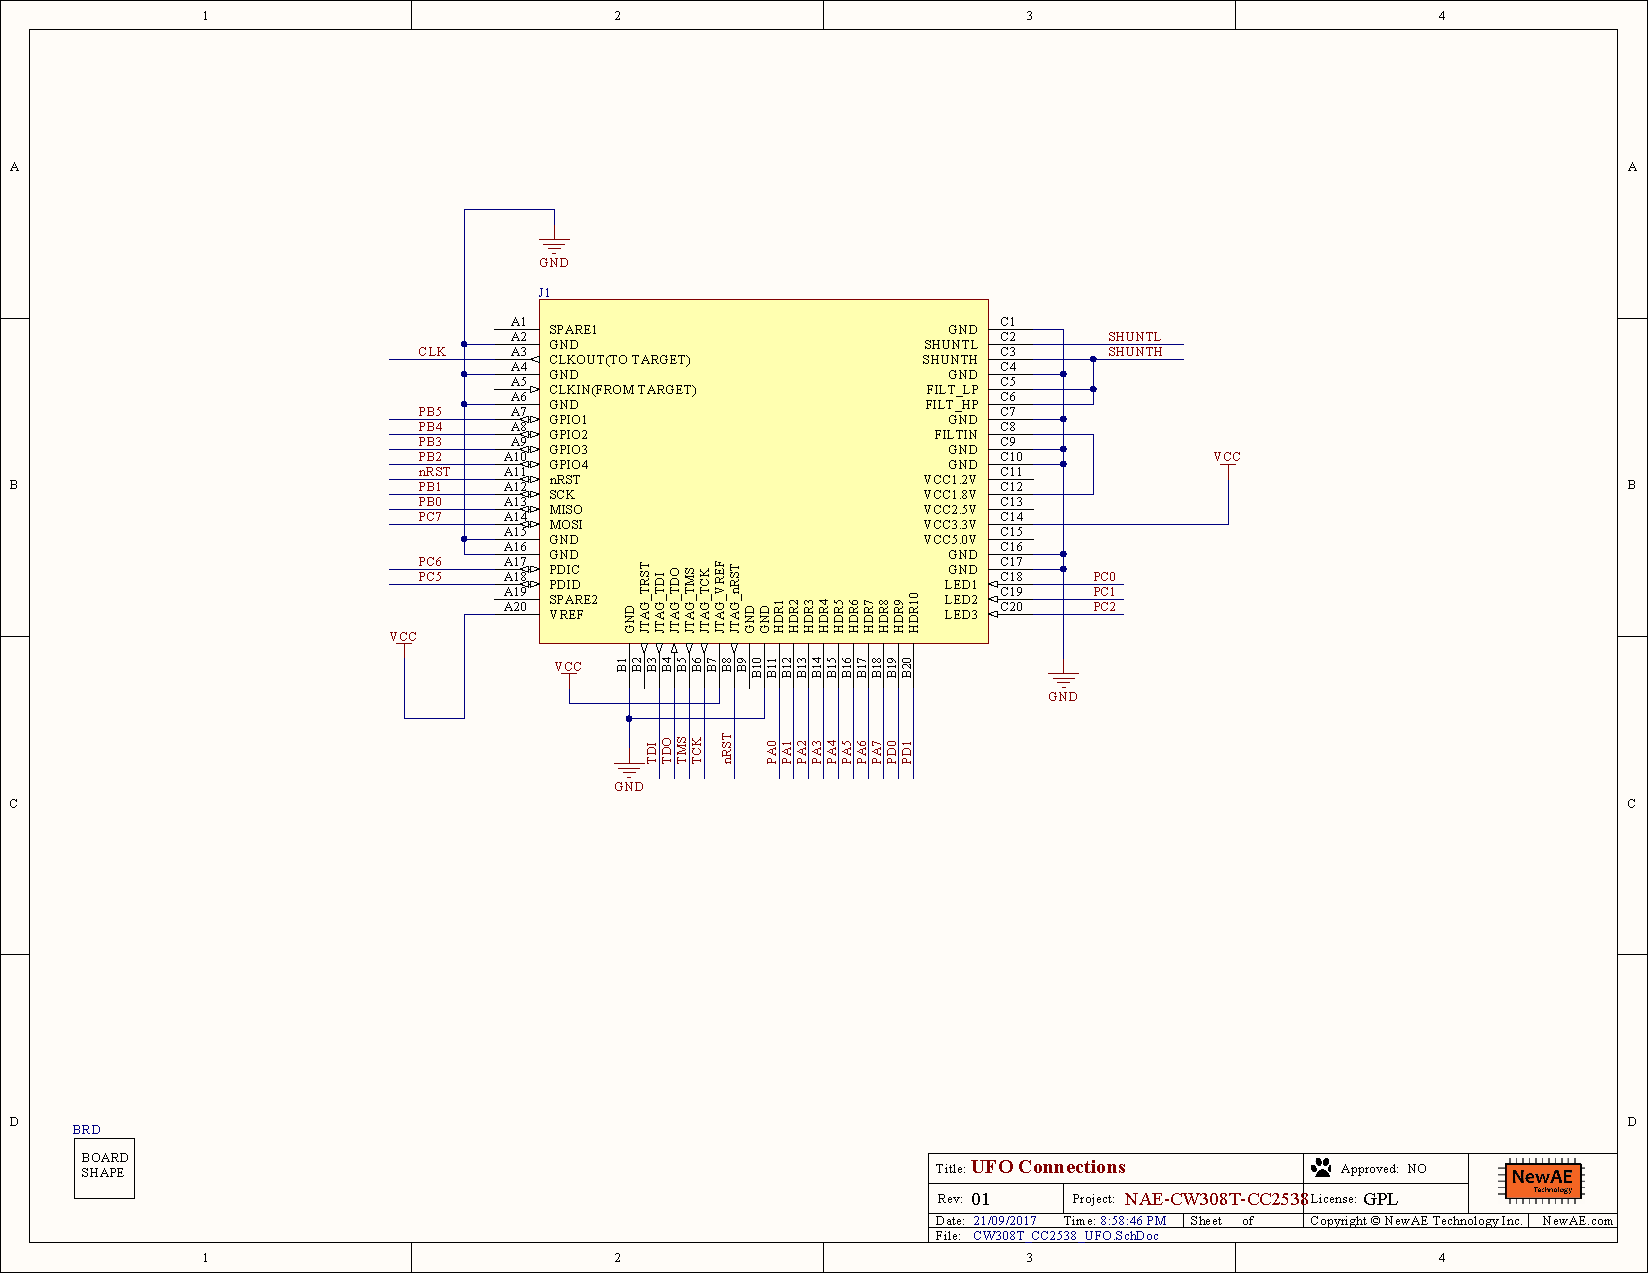 1 2 3 4
A A
B B
C C
D D
GND
J1
A1 SPARE1
A2 GND
CLK A3 CLKOUT(TO TARGET)
A4 GND
A5 CLKIN(FROM TARGET)
A6 GND
PB5 A7 GPIO1
PB4 A8 GPIO2
PB3 A9 GPIO3
PB2 A10 GPIO4
nRST A11 nRST
PB1 A12 SCK
PB0 A13 MISO
PC7 A14 MOSI
A15 GND
A16 GND
PC6 A17 PDIC
PC5 A18 PDID
A19 SPARE2
A20 VREF
VCC
GND C1
SHUNTL C2 SHUNTL
SHUNTH C3 SHUNTH
GND C4
FILT_LP C5
FILT_HP C6
GND C7
FILTIN C8
GND C9
GND C10
VCC1.2V C11
VCC1.8V C12
VCC2.5V C13
VCC3.3V C14
VCC5.0V C15
GND C16
GND C17
LED1 C18 PC0
LED2 C19 PC1
LED3 C20 PC2
VCC
GND
VCC
GND B1
JTAG_TRST B2
JTAG_TDI B3 TDI
JTAG_TDO B4 TDO
JTAG_TMS B5 TMS
JTAG_TCK B6 TCK
JTAG_VREF B7
JTAG_nRST B8 nRST
GND B9
GND B10
HDR1 B11 PA0
HDR2 B12 PA1
HDR3 B13 PA2
HDR4 B14 PA3
HDR5 B15 PA4
HDR6 B16 PA5
HDR7 B17 PA6
HDR8 B18 PA7
HDR9 B19 PD0
HDR10 B20 PD1
GND
BRD
BOARD
SHAPE
Title: UFO Connections
Approved: NO
NewAE
Technology
Rev: 01
Project: NAE-CW308T-CC2538
License: GPL
Date: 21/09/2017 Time: 8:58:46 PM Sheet of
Copyright © NewAE Technology Inc. NewAE.com
File: CW308T_CC2538_UFO.SchDoc
1 2 3 4